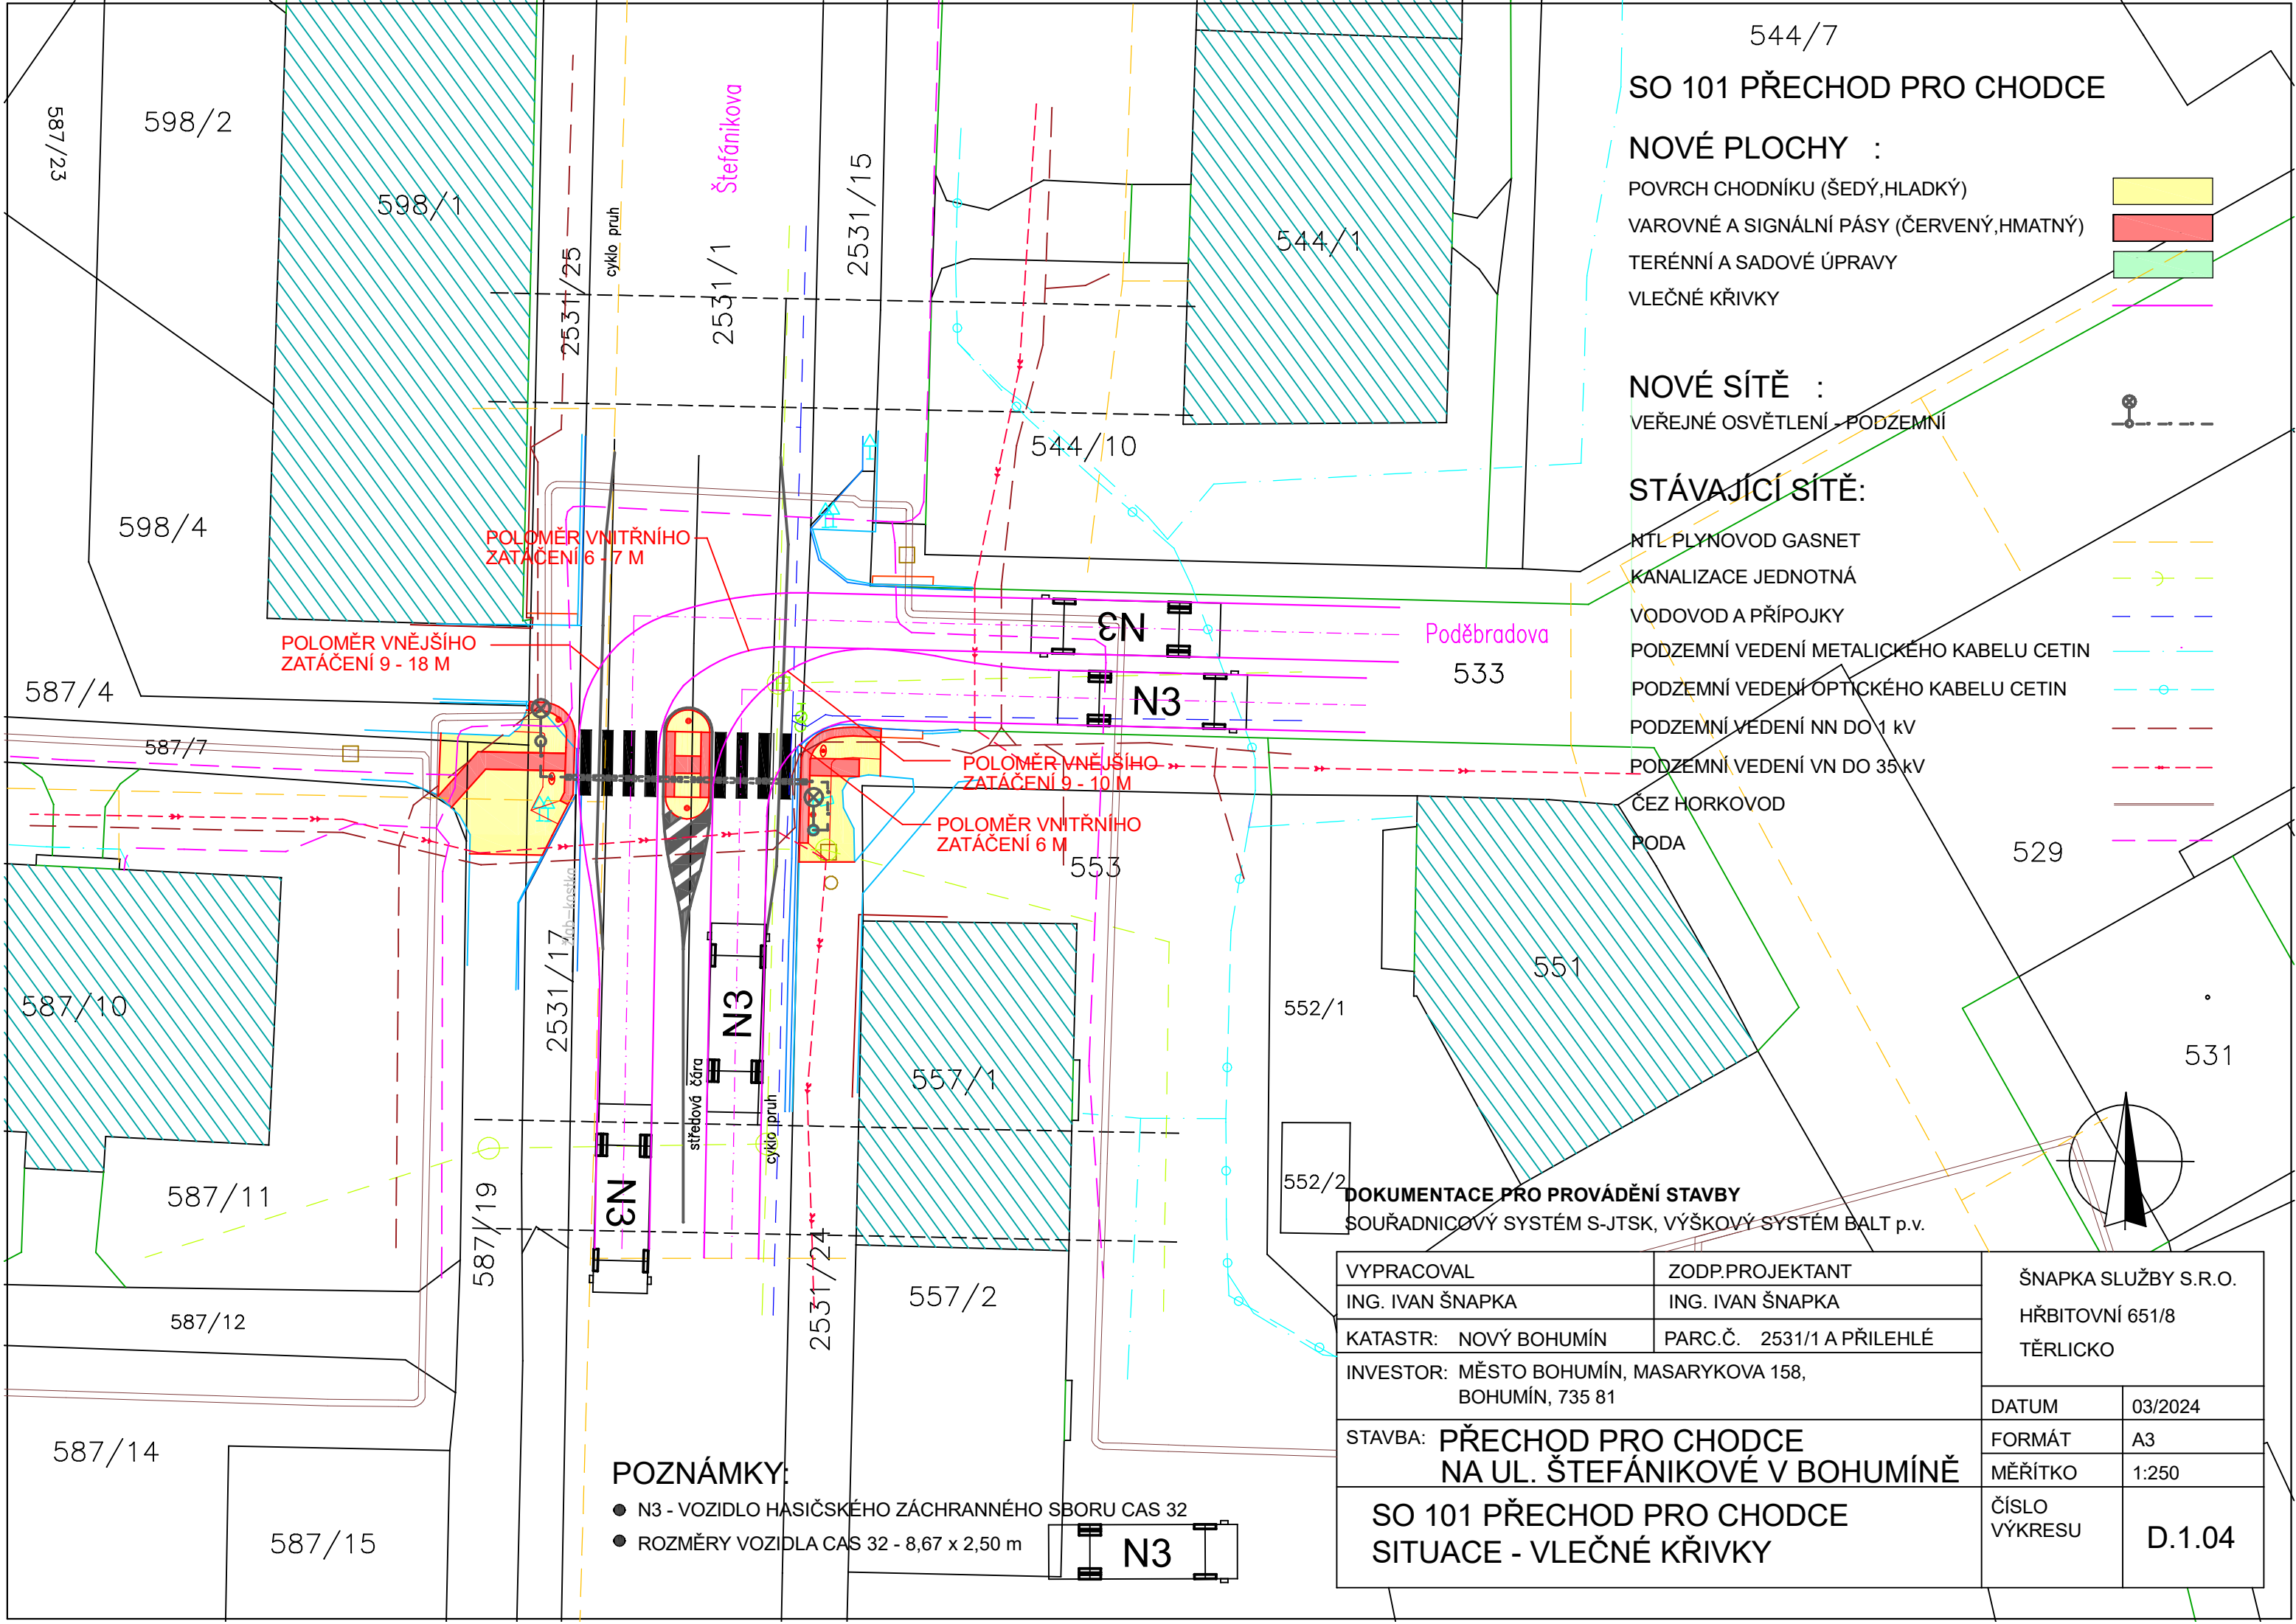 544/7
SO 101 PŘECHOD PRO CHODCE
NOVÉ PLOCHY :
POVRCH CHODNÍKU (ŠEDÝ,HLADKÝ)
VAROVNÉ A SIGNÁLNÍ PÁSY (ČERVENÝ,HMATNÝ)
TERÉNNÍ A SADOVÉ ÚPRAVY
VLEČNÉ KŘIVKY
NOVÉ SÍTĚ :
VEŘEJNÉ OSVĚTLENÍ - PODZEMNÍ
STÁVAJÍCÍ SÍTĚ:
NTL PLYNOVOD GASNET
KANALIZACE JEDNOTNÁ
VODOVOD A PŘÍPOJKY
PODZEMNÍ VEDENÍ METALICKÉHO KABELU CETIN
PODZEMNÍ VEDENÍ OPTICKÉHO KABELU CETIN
PODZEMNÍ VEDENÍ NN DO 1 kV
PODZEMNÍ VEDENÍ VN DO 35 kV
ČEZ HORKOVOD
PODA
587/23
598/2
598/1
2531/25
cyklo pruh
Štefánikova
2531/1
2531/15
544/1
544/10
598/4
POLOMĚR VNITŘNÍHO
ZATÁČENÍ 6 - 7 M
POLOMĚR VNĚJŠÍHO
ZATÁČENÍ 9 - 18 M
N3
Poděbradova
533
N3
587/4
587/7
POLOMĚR VNĚJŠÍHO
ZATÁČENÍ 9 - 10 M
POLOMĚR VNITŘNÍHO
ZATÁČENÍ 6 M
553
529
551
587/10
2531/17
N3
552/1
531
středová čára
cyklo pruh
557/1
552/2
587/11
587/19
N3
2531/24
557/2
587/12
587/14
587/15
POZNÁMKY:
N3 - VOZIDLO HASIČSKÉHO ZÁCHRANNÉHO SBORU CAS 32
ROZMĚRY VOZIDLA CAS 32 - 8,67 x 2,50 m
N3
DOKUMENTACE PRO PROVÁDĚNÍ STAVBY
SOUŘADNICOVÝ SYSTÉM S-JTSK, VÝŠKOVÝ SYSTÉM BALT p.v.
VYPRACOVAL
ZODP.PROJEKTANT
ING. IVAN ŠNAPKA
ING. IVAN ŠNAPKA
KATASTR: NOVÝ BOHUMÍN
PARC.Č. 2531/1 A PŘILEHLÉ
INVESTOR: MĚSTO BOHUMÍN, MASARYKOVA 158,
BOHUMÍN, 735 81
STAVBA: PŘECHOD PRO CHODCE
NA UL. ŠTEFÁNIKOVÉ V BOHUMÍNĚ
SO 101 PŘECHOD PRO CHODCE
SITUACE - VLEČNÉ KŘIVKY
ŠNAPKA SLUŽBY S.R.O.
HŘBITOVNÍ 651/8
TĚRLICKO
DATUM 03/2024
FORMÁT A3
MĚŘÍTKO 1:250
ČÍSLO
VÝKRESU
D.1.04